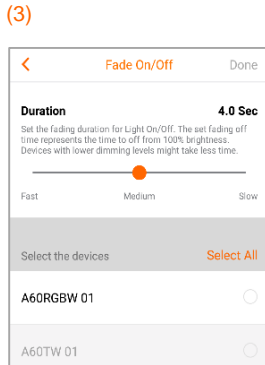 (3)
Fade On/Off Done
Duration 4.0 Sec
Set the fading duration for Light On/Off. The set fading off
time represents the time to off from 100% brightness.
Devices with lower dimming levels might take less time.
Fast Medium Slow
Select the devices Select All
A60RGBW 01
A60TW 01